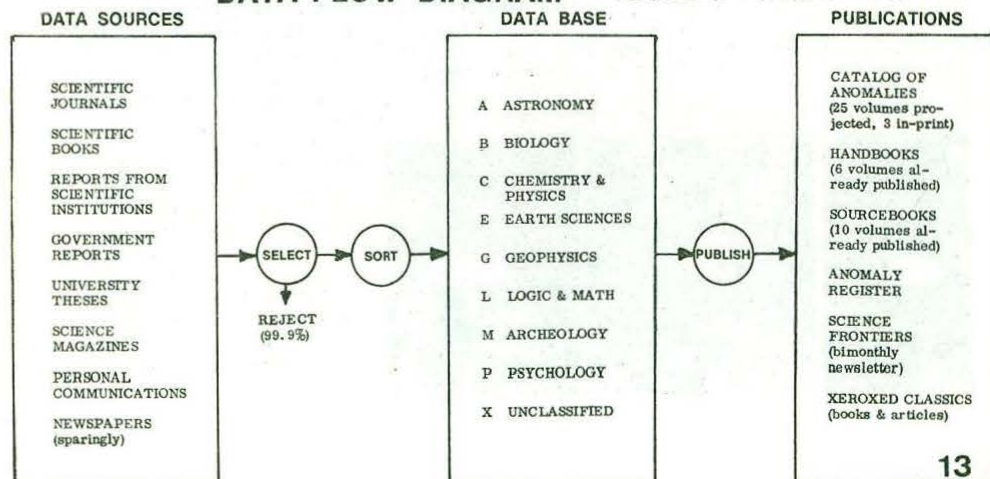 DATA FLOW DIAGRAM
DATA SOURCES
SCIENTIFIC
JOURNALS
SCIENTIFIC
BOOKS
REPORTS FROM
SCIENTIFIC
INSTITUTIONS
GOVERNMENT
REPORTS
UNIVERSITY
THESES
SCIENCE
MAGAZINES
PERSONAL
COMMUNICATIONS
NEWSPAPERS
(sparingly)
SELECT
REJECT
(99.9%)
SORT
DATA BASE
A ASTRONOMY
B BIOLOGY
C CHEMISTRY &
PHYSICS
E EARTH SCIENCES
G GEOPHYSICS
L LOGIC & MATH
M ARCHEOLOGY
P PSYCHOLOGY
X UNCLASSIFIED
PUBLISH
PUBLICATIONS
CATALOG OF
ANOMALIES
(25 volumes pro-
jected, 3 in-print)
HANDBOOKS
(6 volumes al-
ready published)
SOURCEBOOKS
(10 volumes al-
ready published)
ANOMALY
REGISTER
SCIENCE
FRONTIERS
(bimonthly
newsletter)
XEROXED CLASSICS
(books & articles)
13